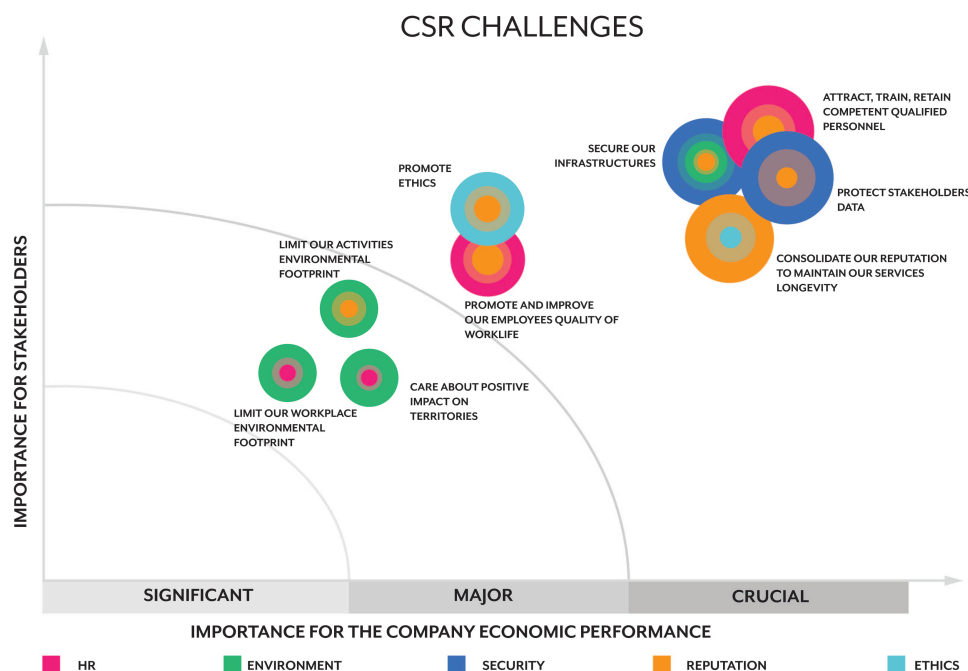 CSR CHALLENGES
ATTRACT, TRAIN, RETAIN
COMPETENT QUALIFIED
PERSONNEL
SECURE OUR
INFRASTRUCTURES
PROMOTE
ETHICS
PROTECT STAKEHOLDERS
DATA
LIMIT OUR ACTIVITIES
ENVIRONMENTAL
FOOTPRINT
CONSOLIDATE OUR REPUTATION
TO MAINTAIN OUR SERVICES
LONGEVITY
PROMOTE AND IMPROVE
OUR EMPLOYEES QUALITY OF
WORKLIFE
CARE ABOUT POSITIVE
IMPACT ON
TERRITORIES
LIMIT OUR WORKPLACE
ENVIRONMENTAL
FOOTPRINT
IMPORTANCE FOR STAKEHOLDERS
SIGNIFICANT MAJOR CRUCIAL
IMPORTANCE FOR THE COMPANY ECONOMIC PERFORMANCE
HR ENVIRONMENT SECURITY REPUTATION ETHICS